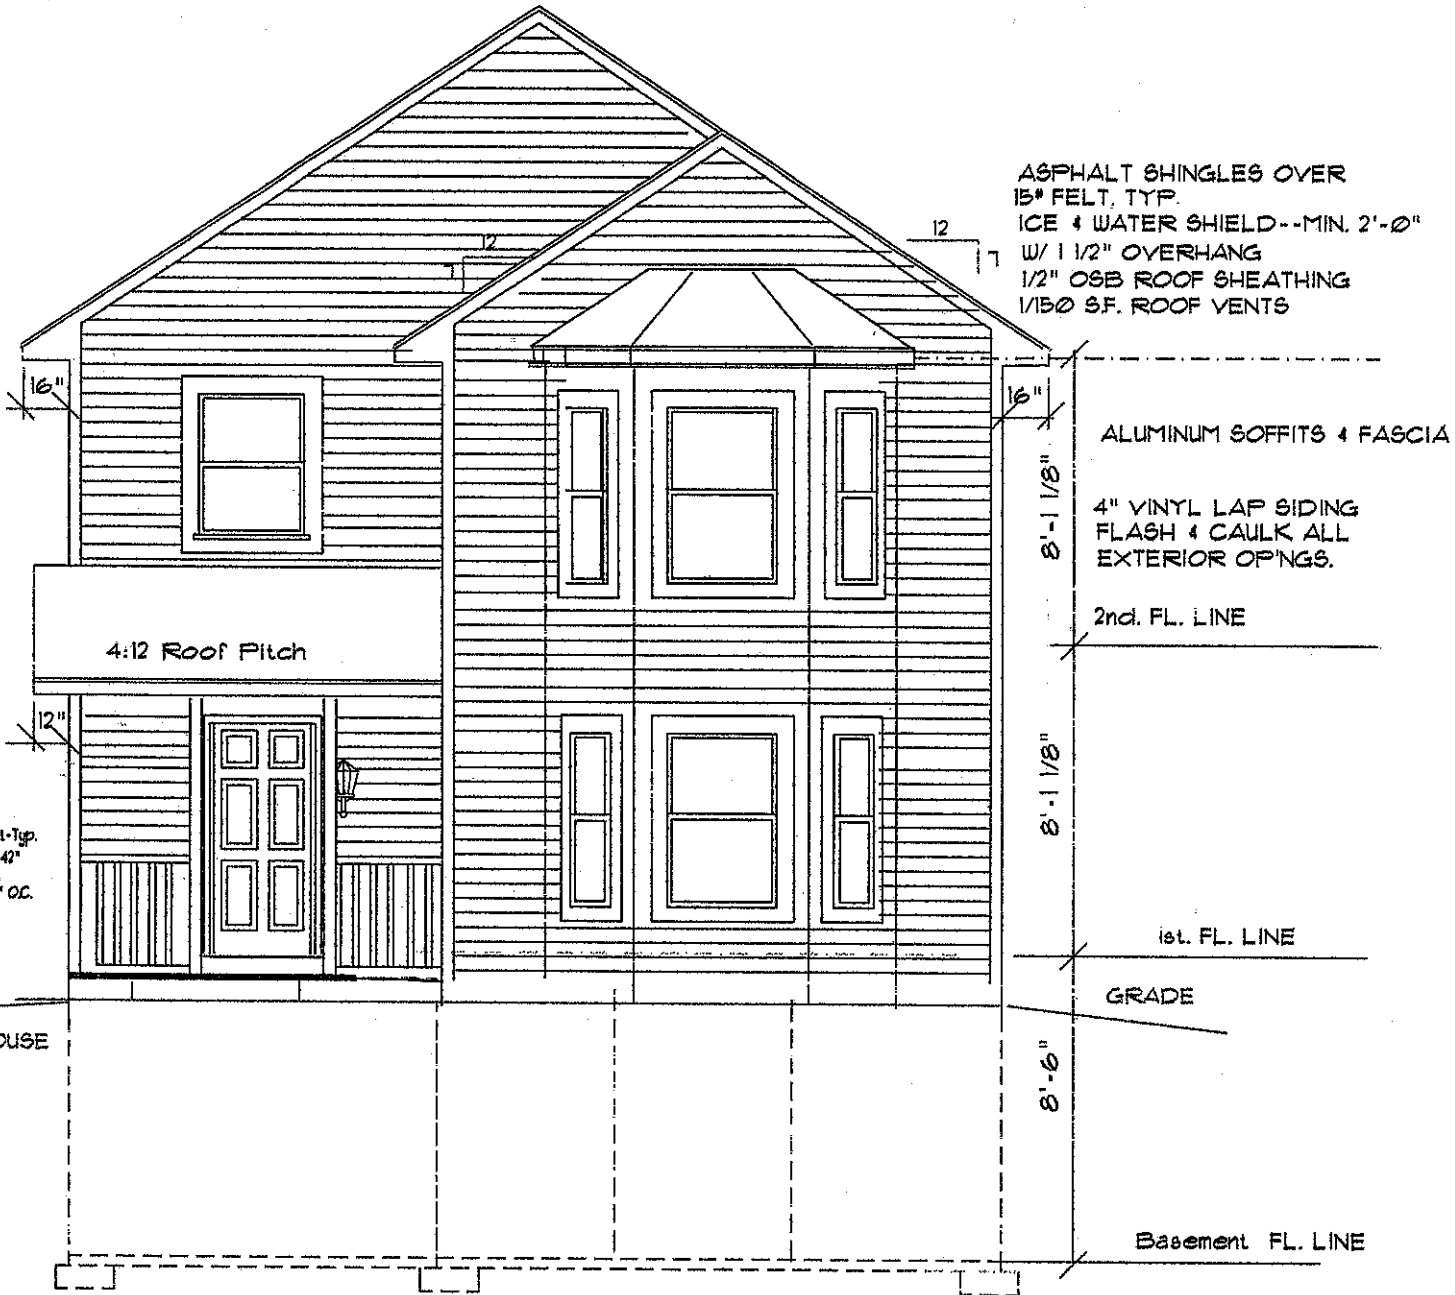 ASPHALT SHINGLES OVER
15# FELT, TYP.
ICE & WATER SHIELD--MIN. 2'-0"
W/ 1 1/2" OVERHANG
1/2" OSB ROOF SHEATHING
1/150 S.F. ROOF VENTS
12
7
12
7
16"
16"
ALUMINUM SOFFITS & FASCIA
8'-1 1/8"
4" VINYL LAP SIDING
FLASH & CAULK ALL
EXTERIOR OP'NGS.
2nd. FL. LINE
4:12 Roof Pitch
12"
8'-1 1/8"
-Typ.
42"
" O.C.
1st. FL. LINE
GRADE
OUSE
8'-6"
Basement FL. LINE